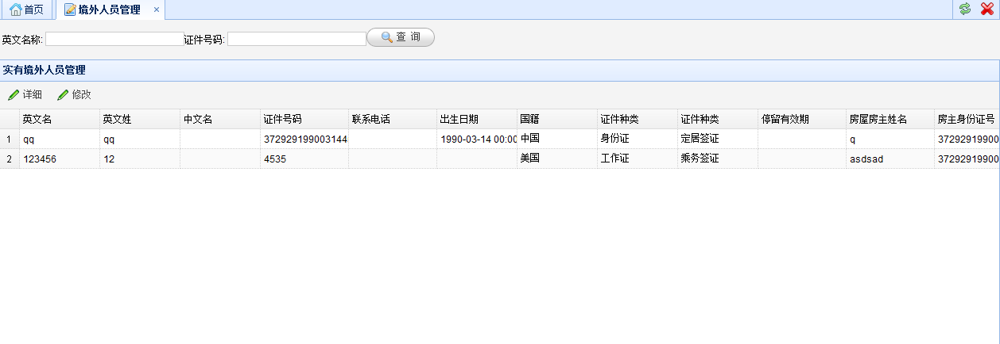 首页 境外人员管理 ×
英文名称: 证件号码: 查 询
实有境外人员管理
详细 修改
英文名 英文姓 中文名 证件号码 联系电话 出生日期 国籍 证件种类 证件种类 停留有效期 房屋房主姓名 房主身份证号
1 qq qq 372929199003144 1990-03-14 00:00 中国 身份证 定居签证 q 37292919900
2 123456 12 4535 美国 工作证 乘务签证 asdsad 37292919900